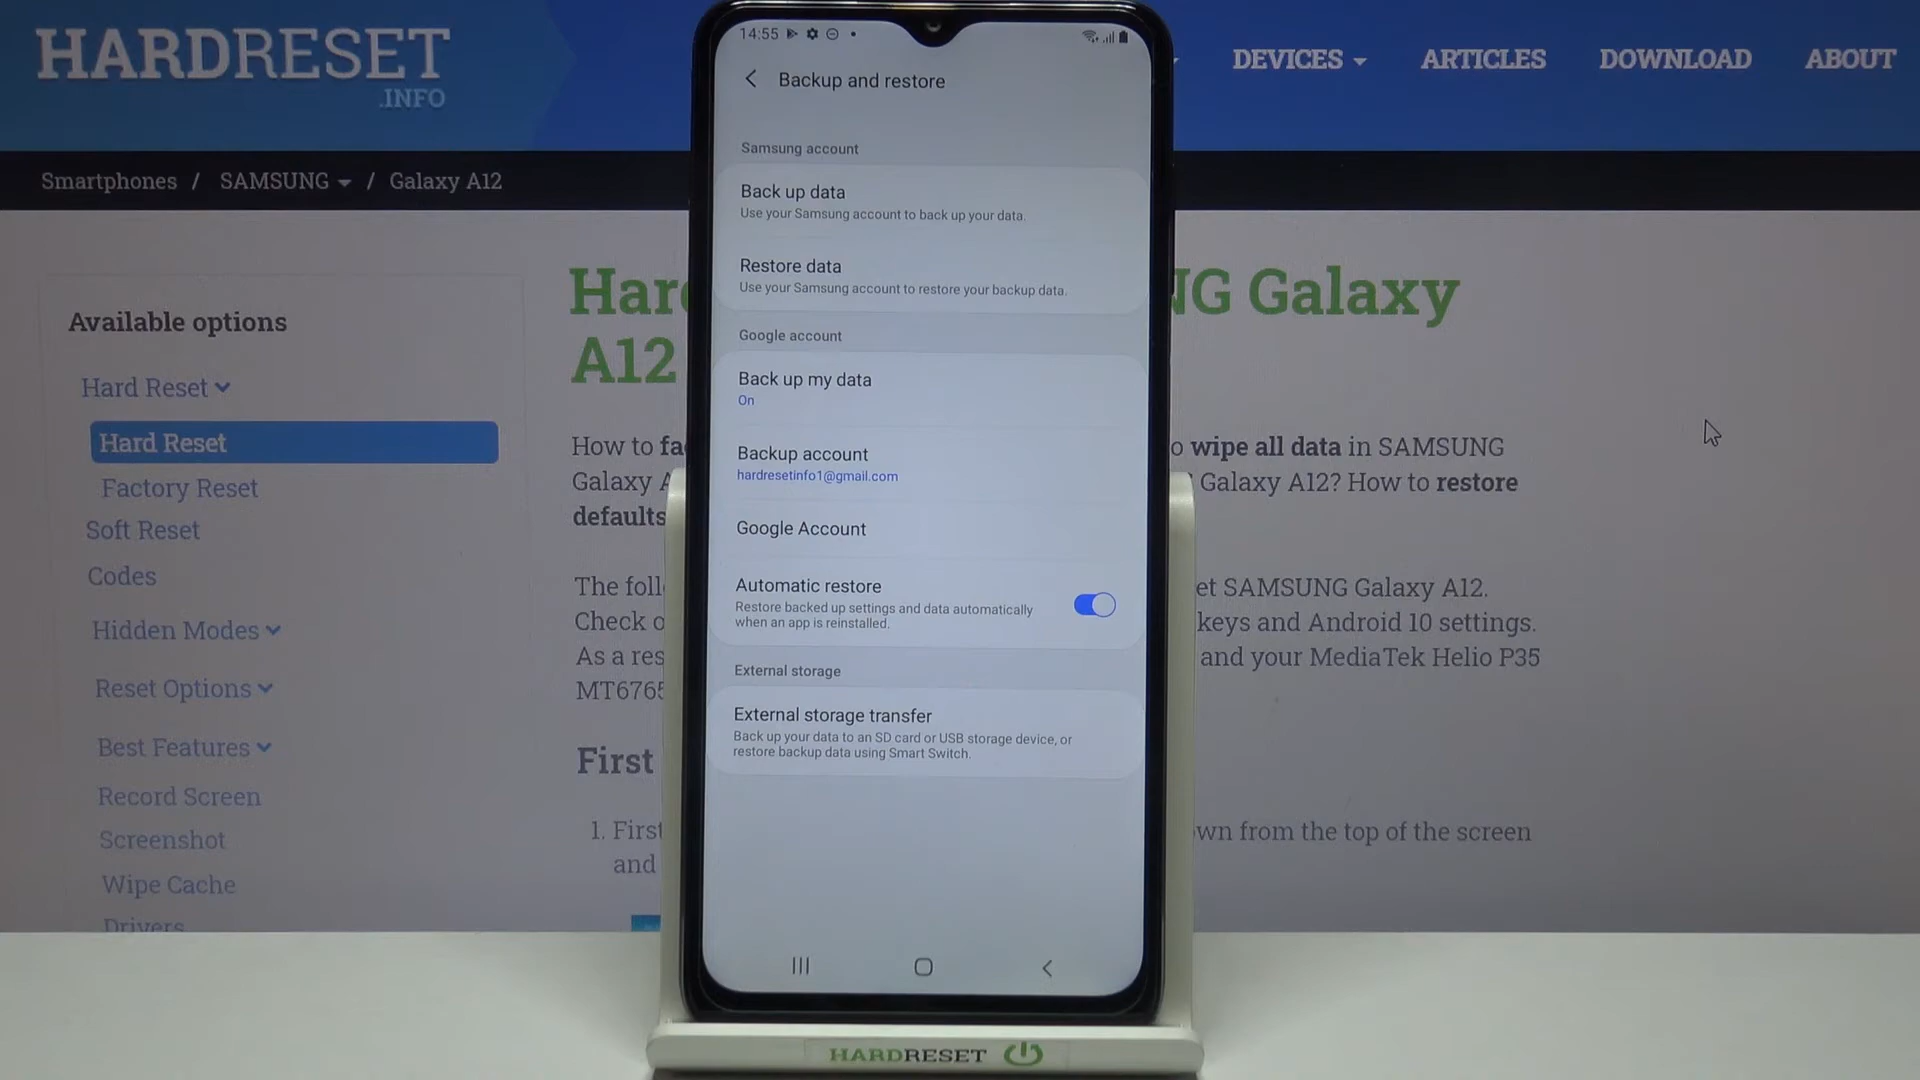 HARDRESET
.INFO
DEVICES
ARTICLES
DOWNLOAD
ABOUT
Smartphones / SAMSUNG / Galaxy A12
Available options
Hard Reset
Hard Reset
Factory Reset
Soft Reset
Codes
Hidden Modes
Reset Options
Best Features
Record Screen
Screenshot
Wipe Cache
Drivers
Galaxy
A12
How to
wipe all data in SAMSUNG
Galaxy
Galaxy A12? How to restore
defaults
The
SAMSUNG Galaxy A12.
Check
keys and Android 10 settings.
As a
and your MediaTek Helio P35
First
1.
from the top of the screen
and
14:55
Backup and restore
Samsung account
Back up data
Use your Samsung account to back up your data.
Restore data
Use your Samsung account to restore your backup data.
Google account
Back up my data
On
Backup account
hardresetinfo1@gmail.com
Google Account
Automatic restore
Restore backed up settings and data automatically
when an app is reinstalled.
External storage
External storage transfer
Back up your data to an SD card or USB storage device, or
restore backup data using Smart Switch.
HARDRESET